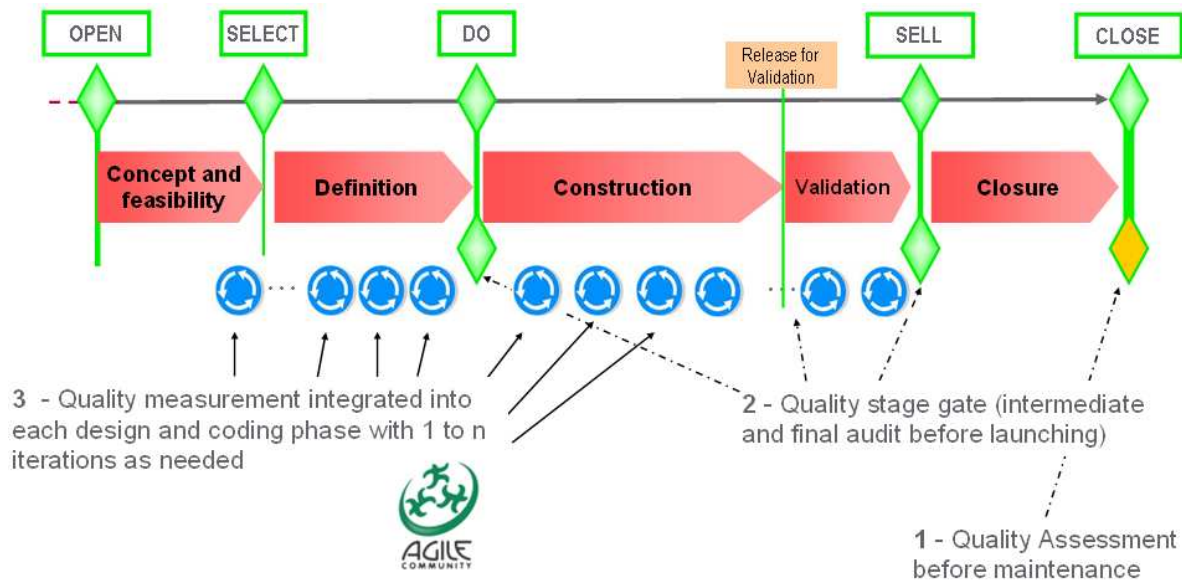 OPEN
SELECT
DO
SELL
CLOSE
Release for
Validation
Concept and
feasibility
Definition
Construction
Validation
Closure
...
...
3 - Quality measurement integrated into
each design and coding phase with 1 to n
iterations as needed
2 - Quality stage gate (intermediate
and final audit before launching)
AGILE
COMMUNITY
1 - Quality Assessment
before maintenance